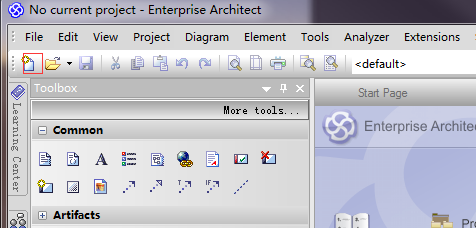 No current project - Enterprise Architect
File Edit View Project Diagram Element Tools Analyzer Extensions
<default>
Toolbox
Start Page
More tools...
Learning Center
Common
Enterprise Archite
Artifacts